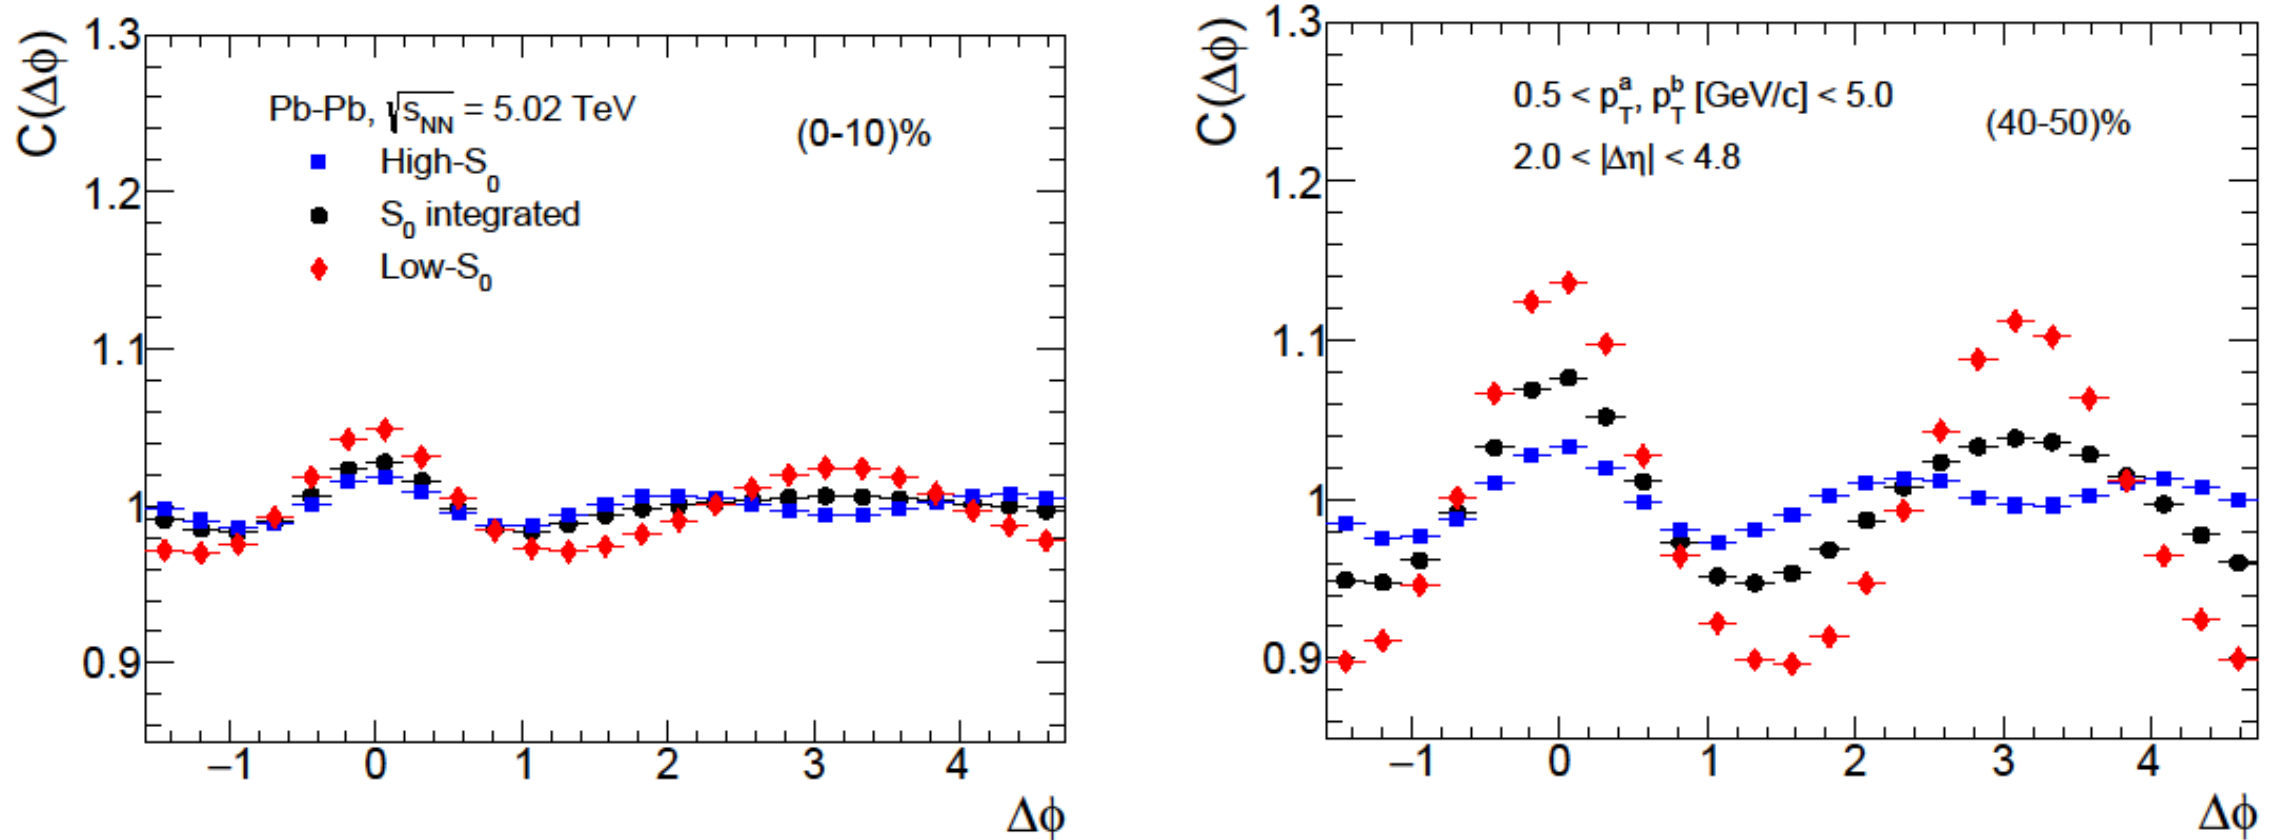 C(Δφ)
1.3
1.2
1.1
1
0.9
Pb-Pb, √s_NN = 5.02 TeV
(0-10)%
High-S₀
S₀ integrated
Low-S₀
−1 0 1 2 3 4
Δφ
C(Δφ)
1.3
1.2
1.1
1
0.9
0.5 < p_T^a, p_T^b [GeV/c] < 5.0
(40-50)%
2.0 < |Δη| < 4.8
−1 0 1 2 3 4
Δφ